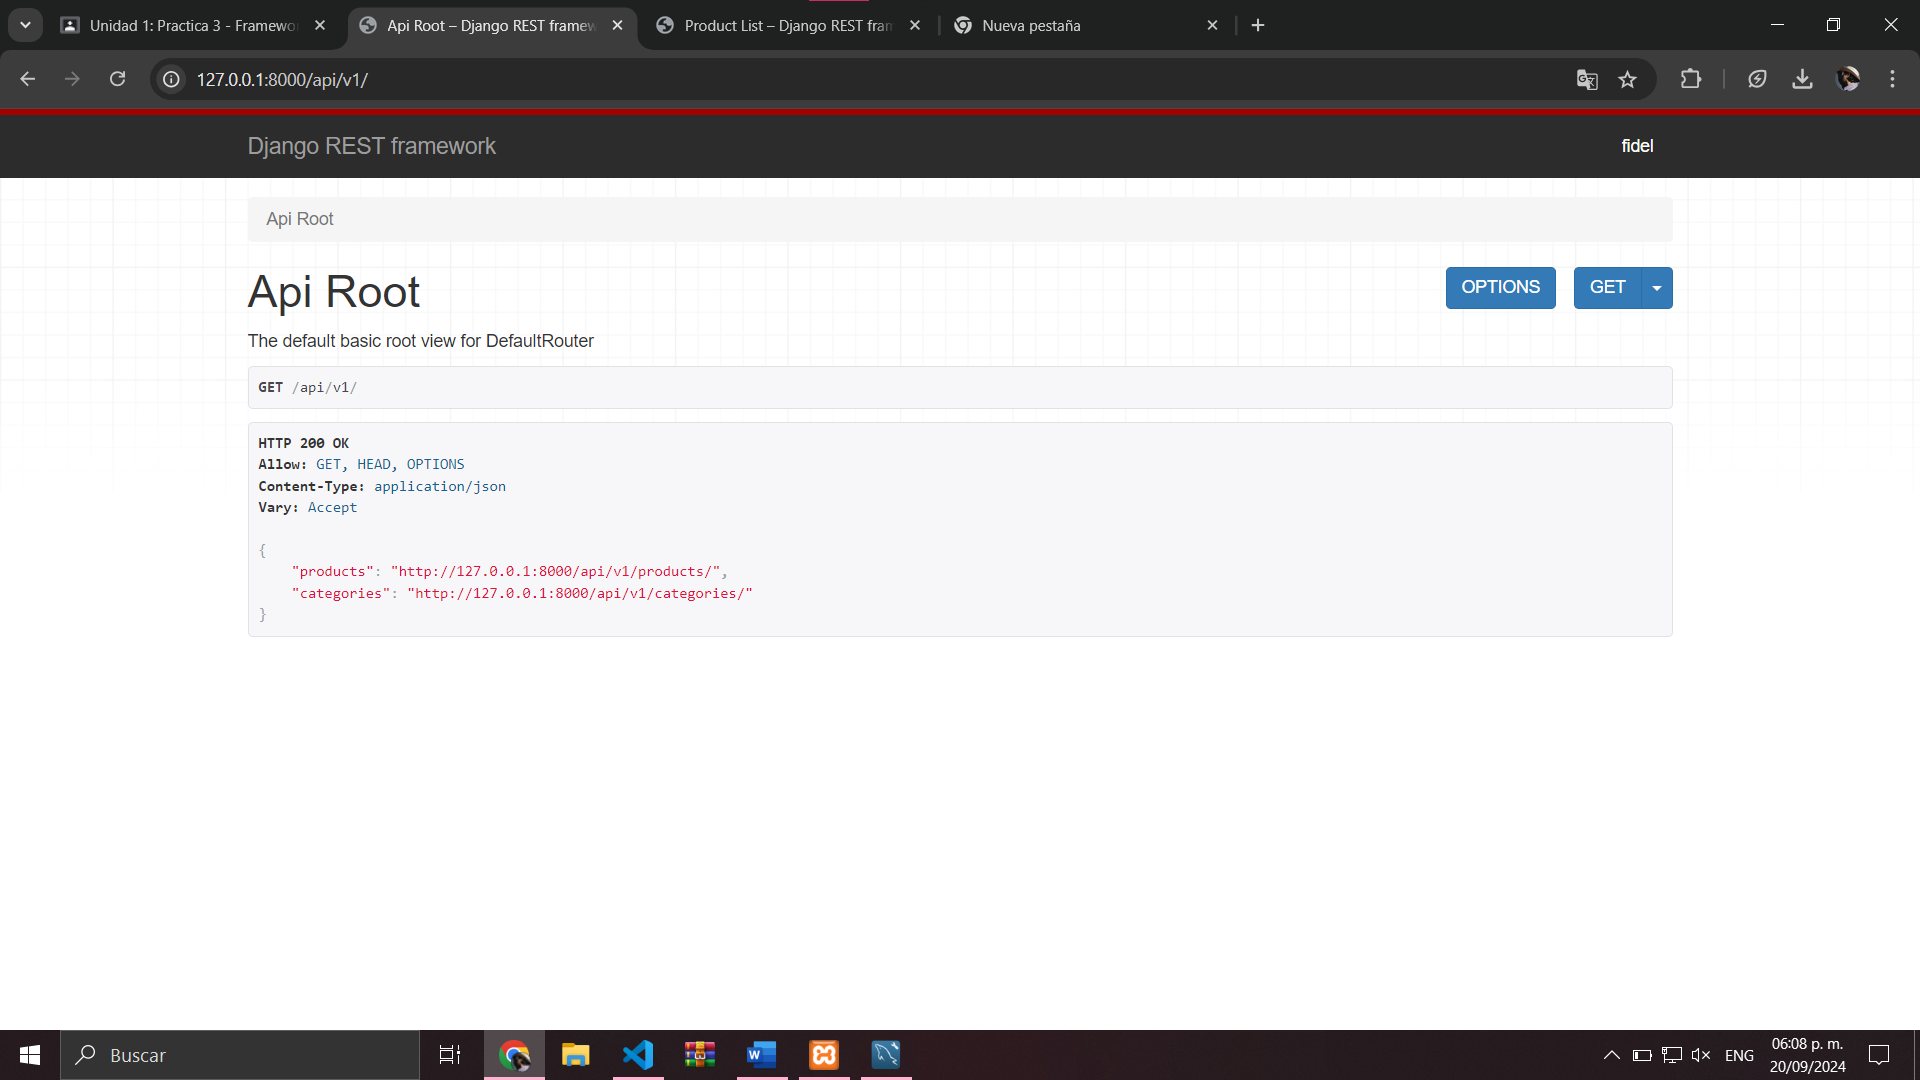 Unidad 1: Practica 3 - Framewo
Api Root – Django REST framew
Product List – Django REST fram
Nueva pestaña
127.0.0.1:8000/api/v1/
Django REST framework
fidel
Api Root
Api Root
OPTIONS
GET
The default basic root view for DefaultRouter
GET /api/v1/
HTTP 200 OK
Allow: GET, HEAD, OPTIONS
Content-Type: application/json
Vary: Accept
{
"products": "http://127.0.0.1:8000/api/v1/products/",
"categories": "http://127.0.0.1:8000/api/v1/categories/"
}
Buscar
ENG
06:08 p. m.
20/09/2024